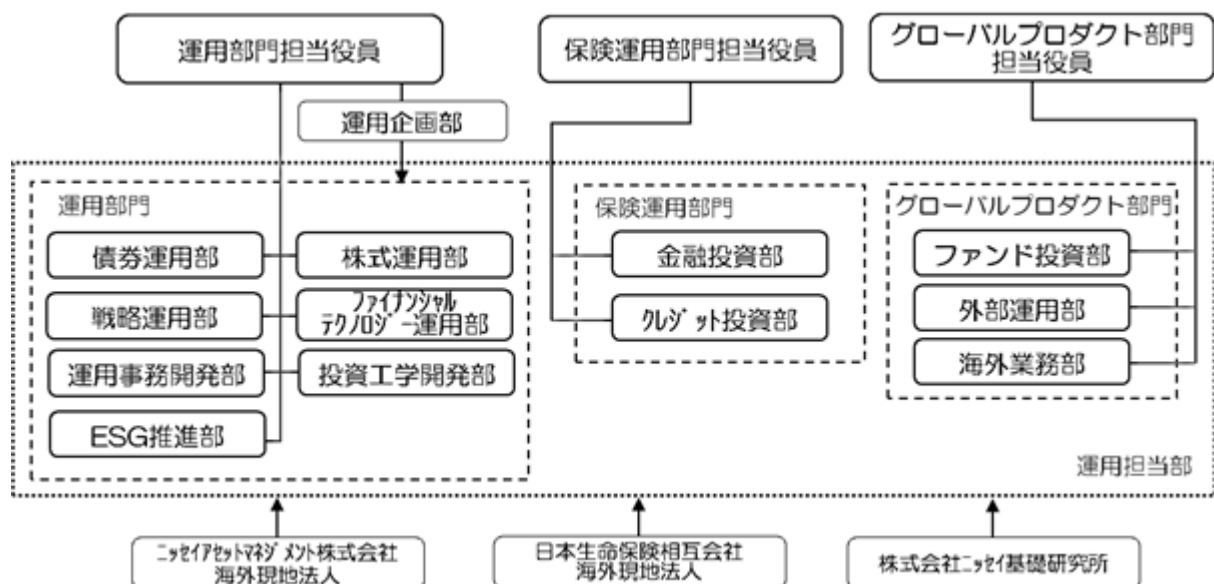 運用部門担当役員
保険運用部門担当役員
グローバルプロダクト部門
担当役員
運用企画部
運用部門
債券運用部
株式運用部
戦略運用部
ファイナンシャル
テクノロジー運用部
運用事務開発部
投資工学開発部
ESG推進部
保険運用部門
金融投資部
クレジット投資部
グローバルプロダクト部門
ファンド投資部
外部運用部
海外業務部
運用担当部
ニッセイアセットマネジメント株式会社
海外現地法人
日本生命保険相互会社
海外現地法人
株式会社ニッセイ基礎研究所